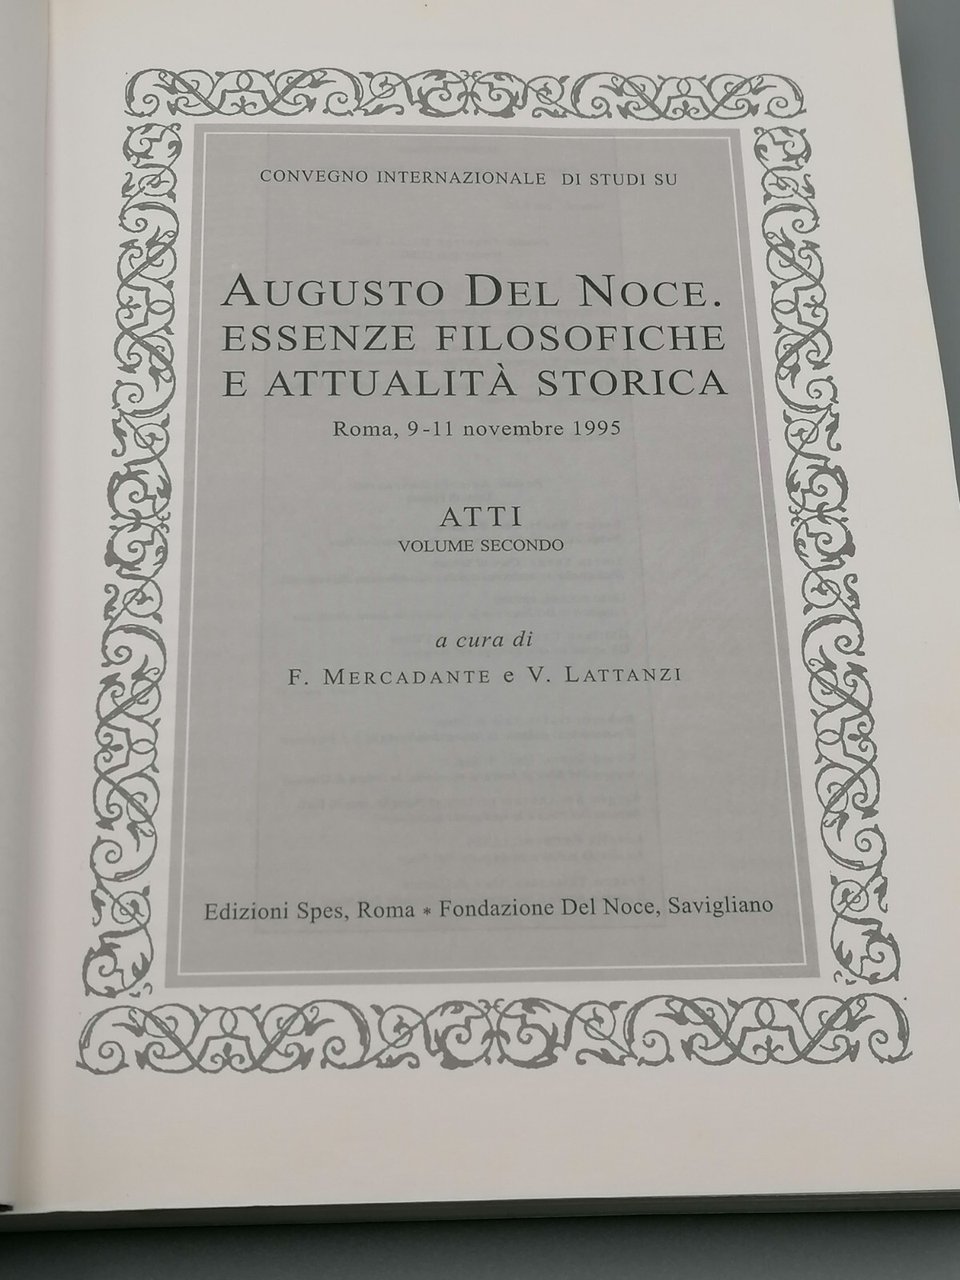 CONVEGNO INTERNAZIONALE DI STUDI SU
AUGUSTO DEL NOCE.
ESSENZE FILOSOFICHE
E ATTUALITÀ STORICA
Roma, 9-11 novembre 1995
ATTI
VOLUME SECONDO
a cura di
F. MERCADANTE e V. LATTANZI
Edizioni Spes, Roma * Fondazione Del Noce, Savigliano